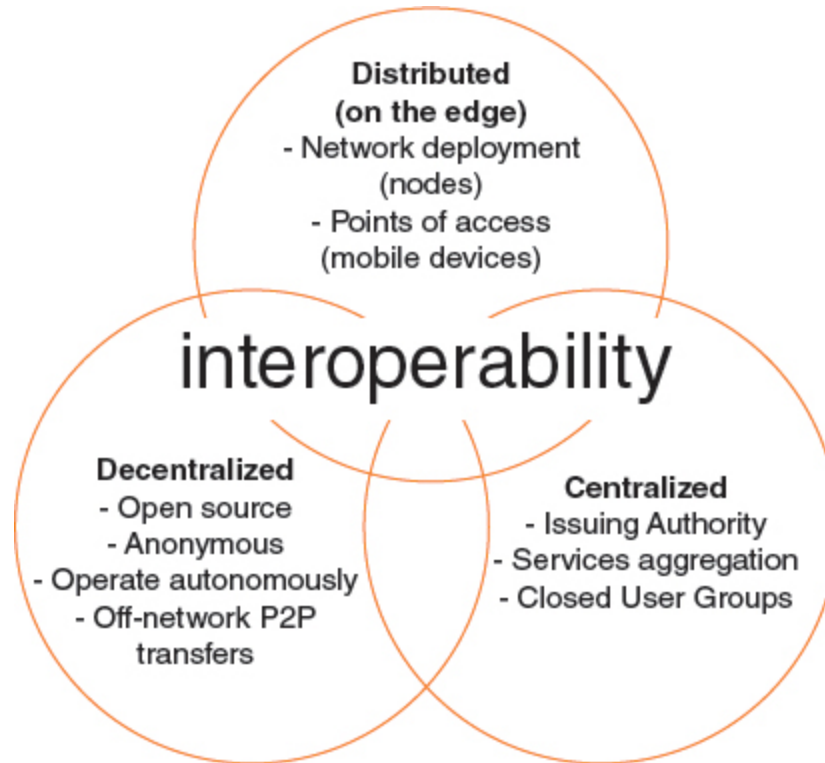 Distributed
(on the edge)
- Network deployment
(nodes)
- Points of access
(mobile devices)
interoperability
Decentralized
- Open source
- Anonymous
- Operate autonomously
- Off-network P2P
transfers
Centralized
- Issuing Authority
- Services aggregation
- Closed User Groups